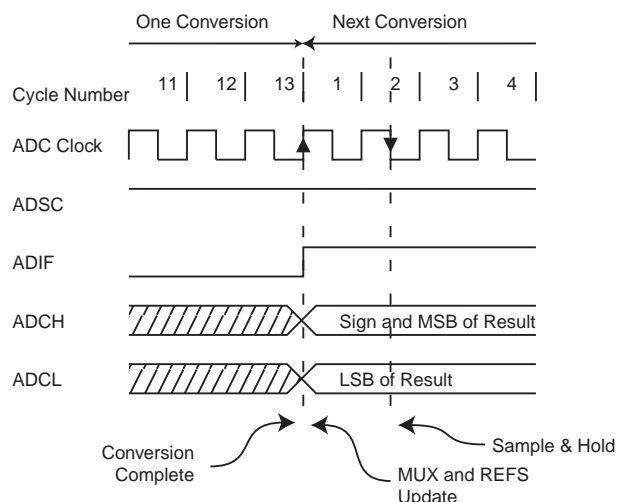 One Conversion Next Conversion
Cycle Number 11 12 13 1 2 3 4
ADC Clock
ADSC
ADIF
ADCH Sign and MSB of Result
ADCL LSB of Result
Conversion
Complete
MUX and REFS
Update
Sample & Hold